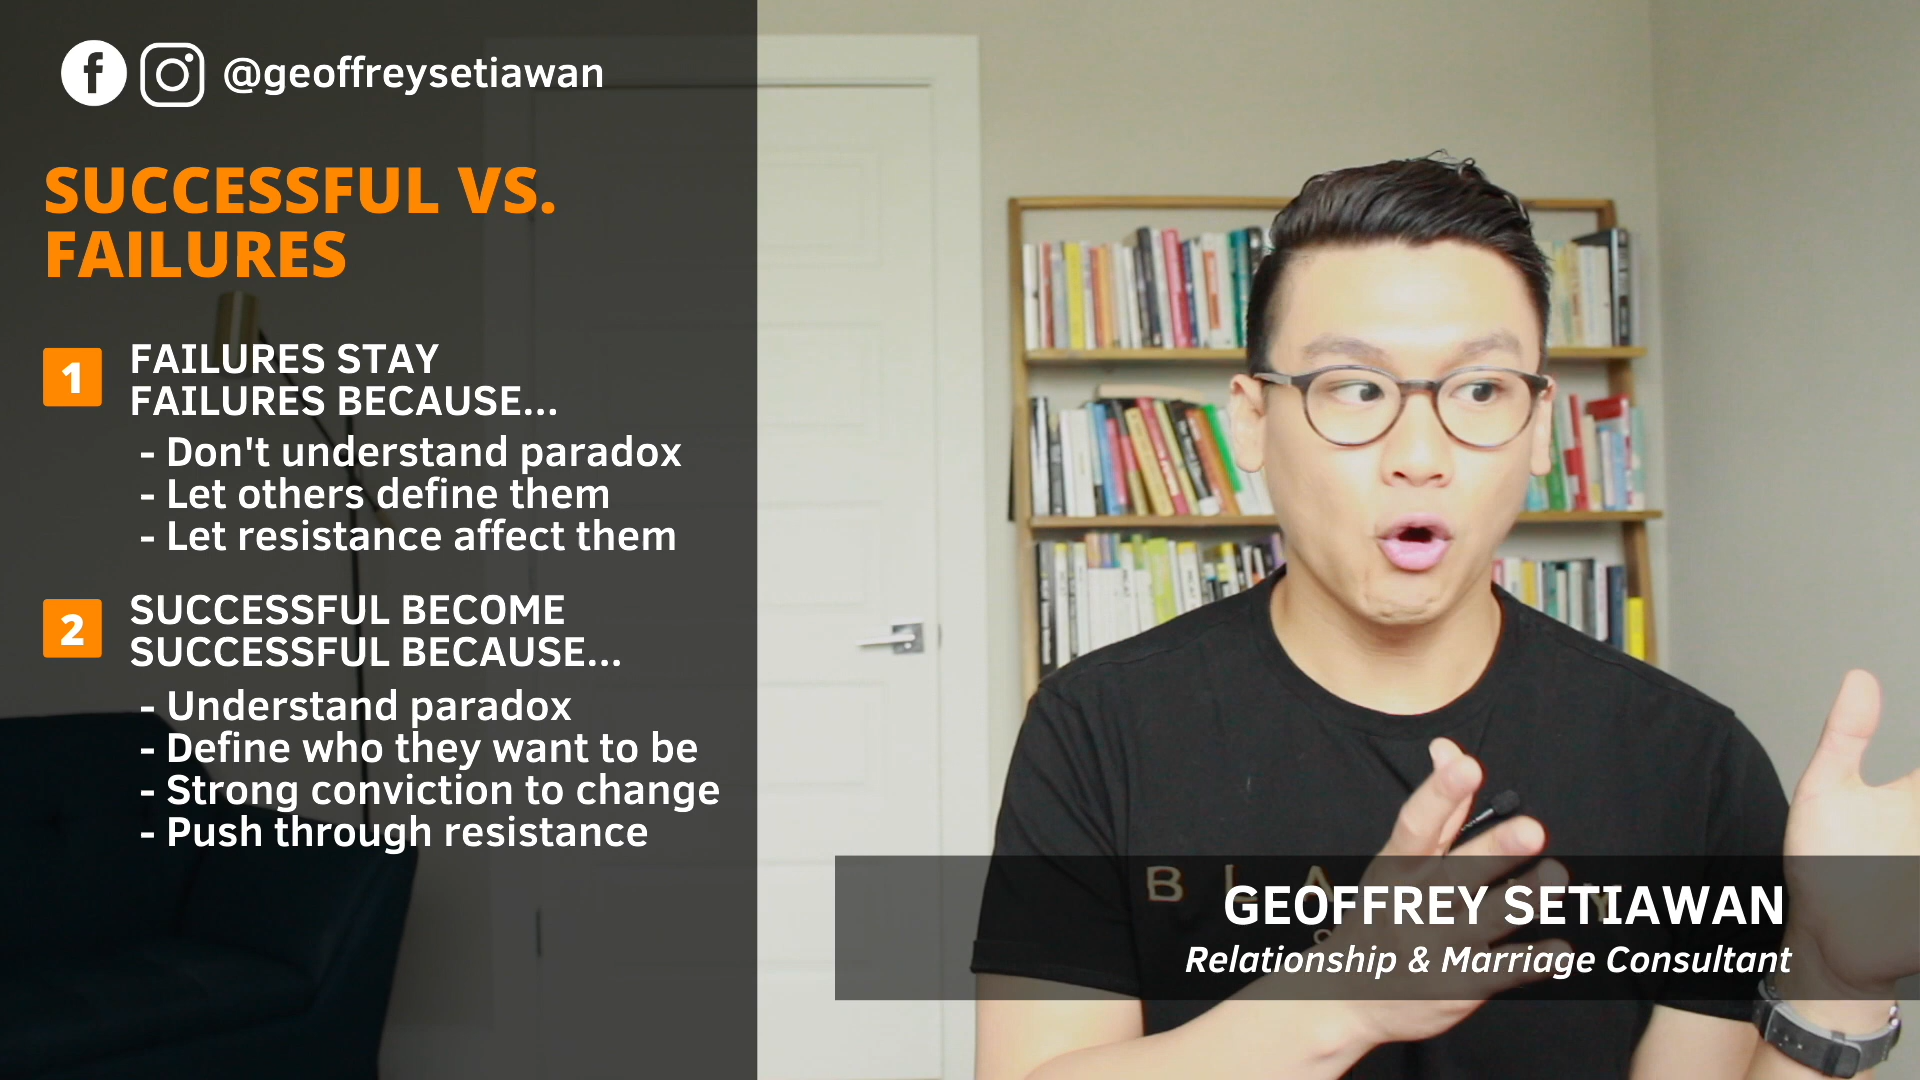 @geoffreysetiawan
SUCCESSFUL VS.
FAILURES
1
FAILURES STAY
FAILURES BECAUSE...
- Don't understand paradox
- Let others define them
- Let resistance affect them
2
SUCCESSFUL BECOME
SUCCESSFUL BECAUSE...
- Understand paradox
- Define who they want to be
- Strong conviction to change
- Push through resistance
GEOFFREY SETIAWAN
Relationship & Marriage Consultant